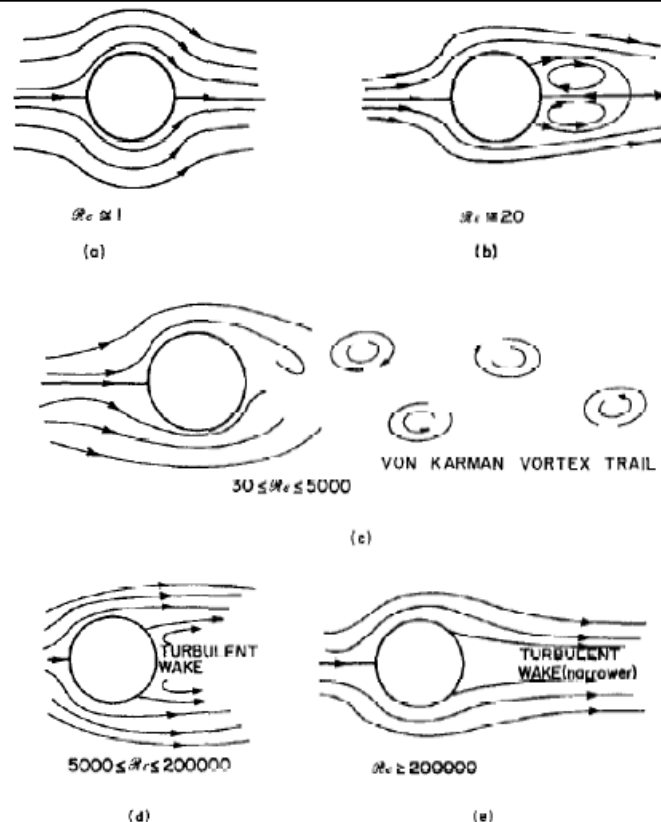 Re ≅ 1
(a)
Re ≅ 20
(b)
VON KARMAN VORTEX TRAIL
30 ≤ Re ≤ 5000
(c)
TURBULENT
WAKE
5000 ≤ Re ≤ 200000
(d)
TURBULENT
WAKE(narrower)
Re ≥ 200000
(e)